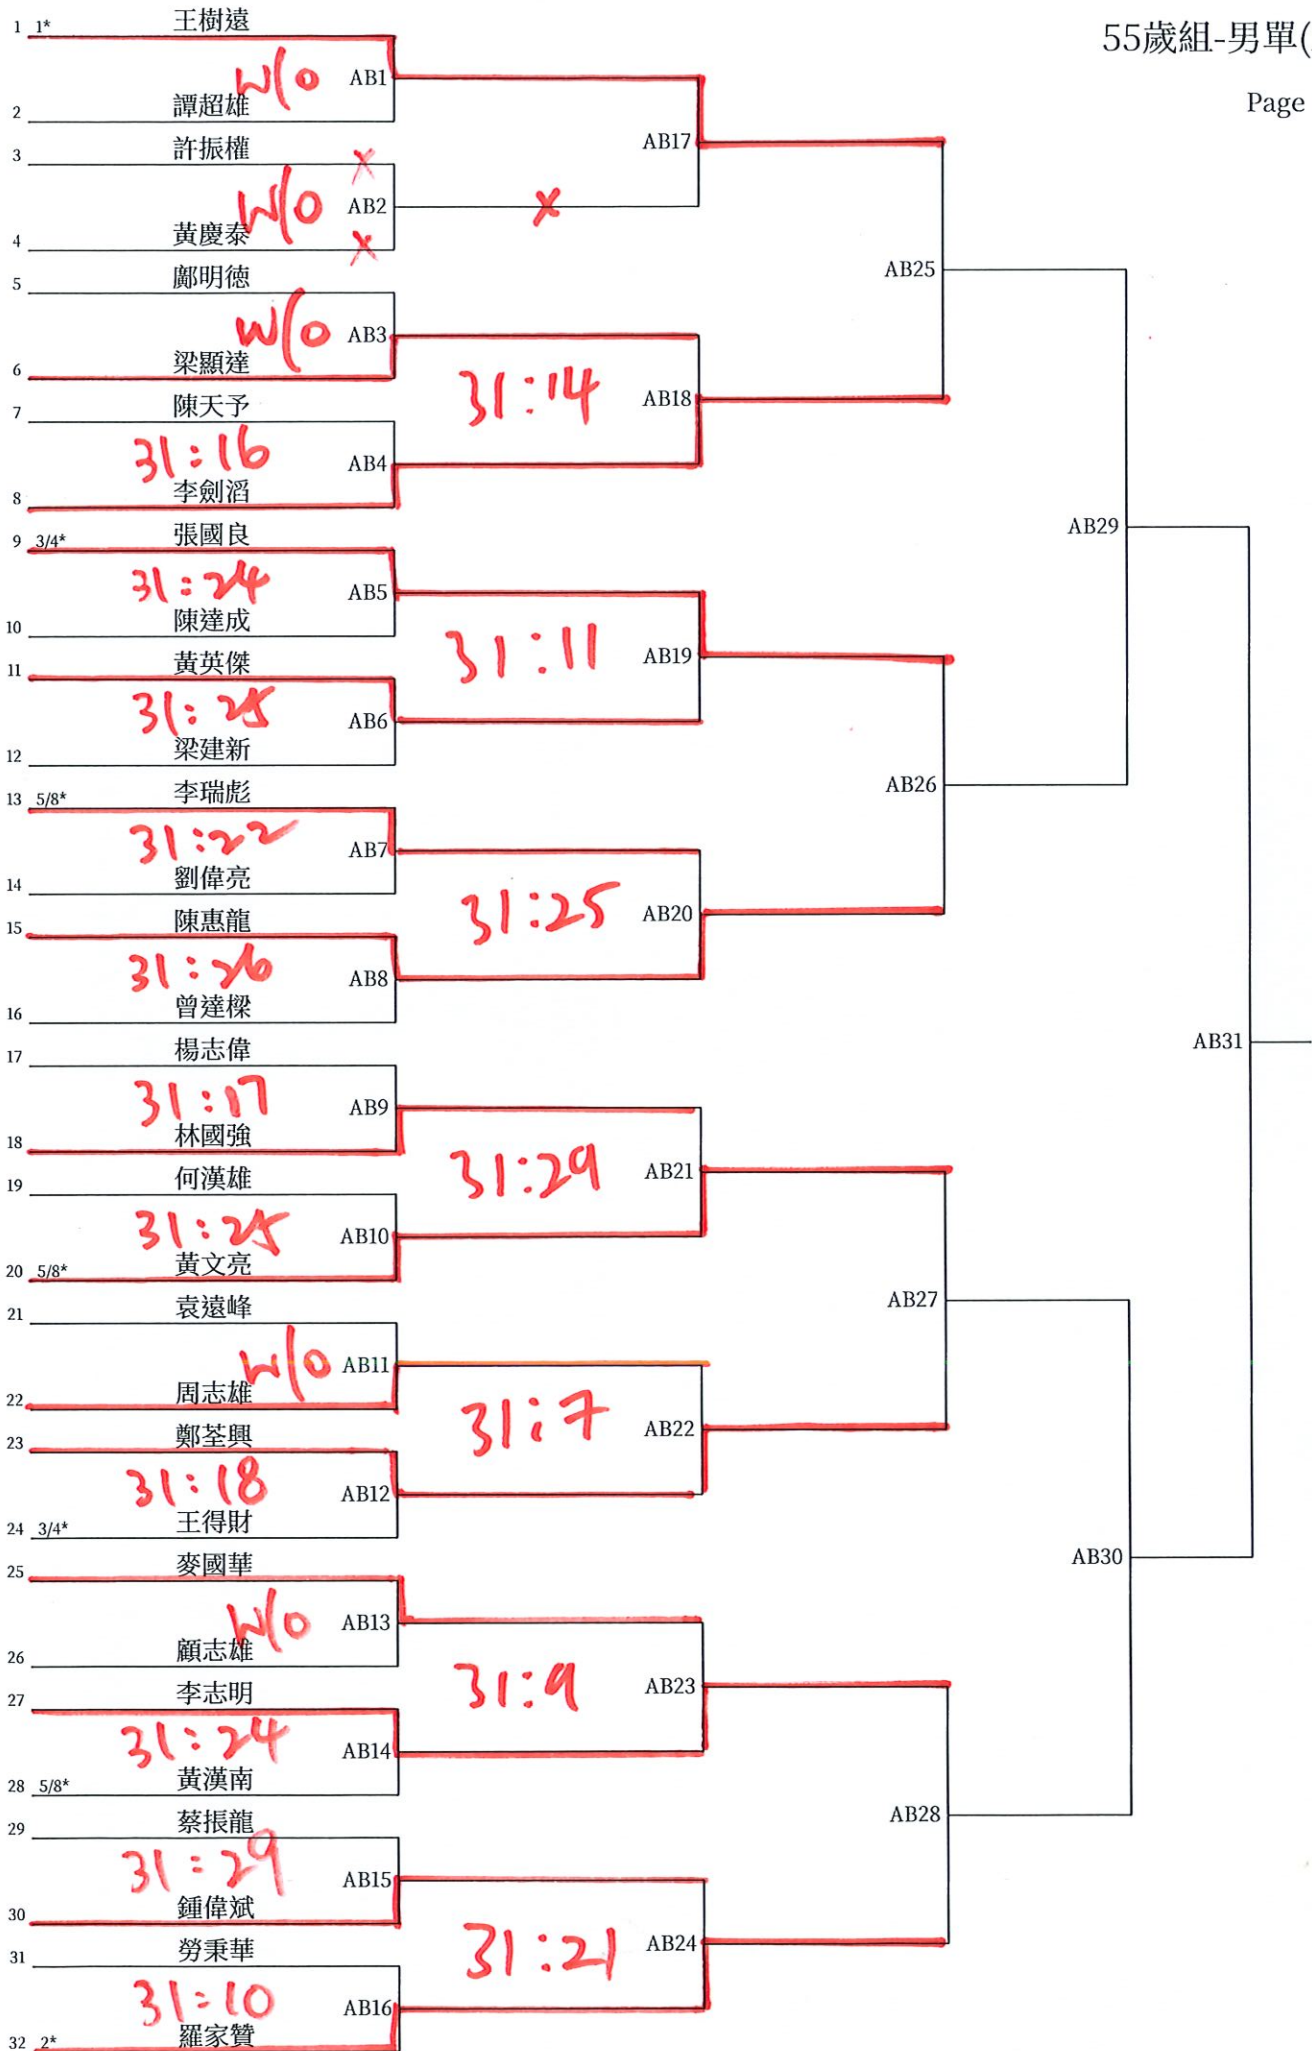 55歲組-男單(
Page
1 1* 王樹遠
W/O AB1
2 譚超雄
AB17
3 許振權 X
W/O AB2 X
4 黃慶泰 X
AB25
5 鄺明德
W/O AB3
6 梁顯達
31:14 AB18
7 陳天予
31:16 AB4
8 李劍滔
AB29
9 3/4* 張國良
31:24 AB5
10 陳達成
31:11 AB19
11 黃英傑
31:25 AB6
12 梁建新
AB26
13 5/8* 李瑞彪
31:22 AB7
14 劉偉亮
31:25 AB20
15 陳惠龍
31:26 AB8
16 曾達樑
AB31
17 楊志偉
31:17 AB9
18 林國強
31:29 AB21
19 何漢雄
31:25 AB10
20 5/8* 黃文亮
AB27
21 袁遠峰
W/O AB11
22 周志雄
31:7 AB22
23 鄭荃興
31:18 AB12
24 3/4* 王得財
AB30
25 麥國華
W/O AB13
26 顧志雄
31:9 AB23
27 李志明
31:24 AB14
28 5/8* 黃漢南
AB28
29 蔡振龍
31:29 AB15
30 鍾偉斌
31:21 AB24
31 勞秉華
31:10 AB16
32 2* 羅家贊